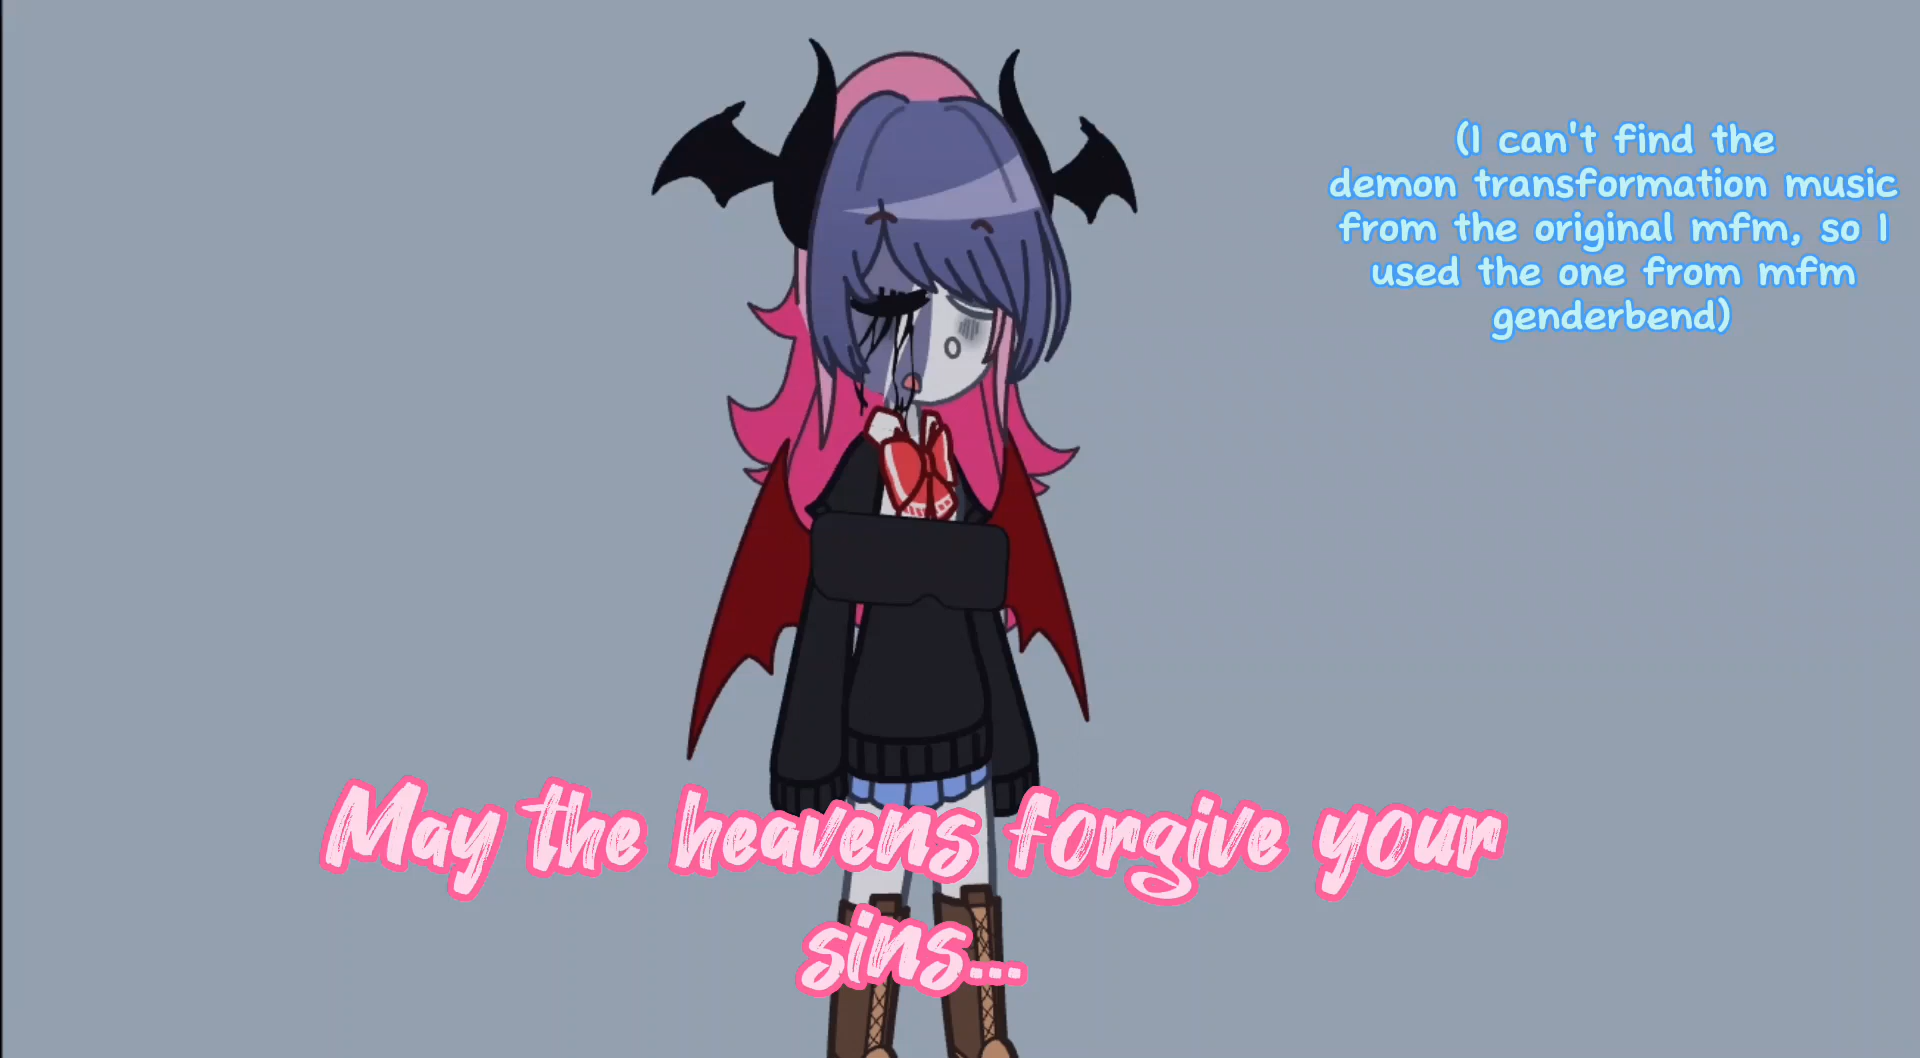 (I can't find the
demon transformation music
from the original mfm, so I
used the one from mfm
genderbend)
May the heavens forgive your
sins...